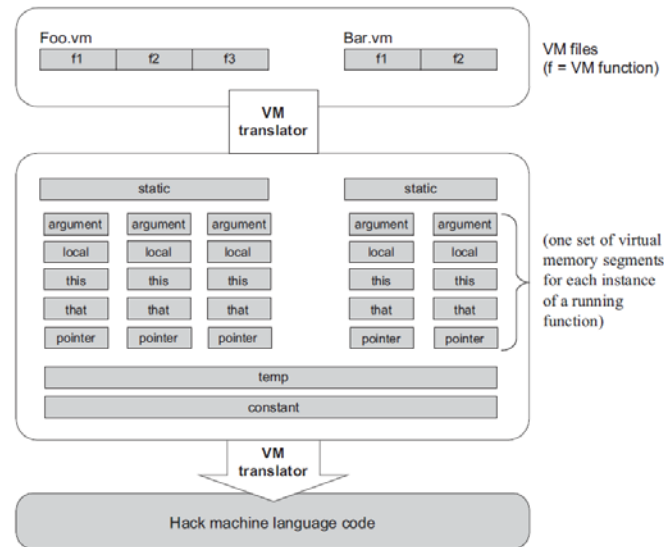 Foo.vm
Bar.vm
f1 f2 f3
f1 f2
VM files
(f = VM function)
VM
translator
static
static
argument argument argument
argument argument
local local local
local local
this this this
this this
that that that
that that
pointer pointer pointer
pointer pointer
(one set of virtual
memory segments
for each instance
of a running
function)
temp
constant
VM
translator
Hack machine language code